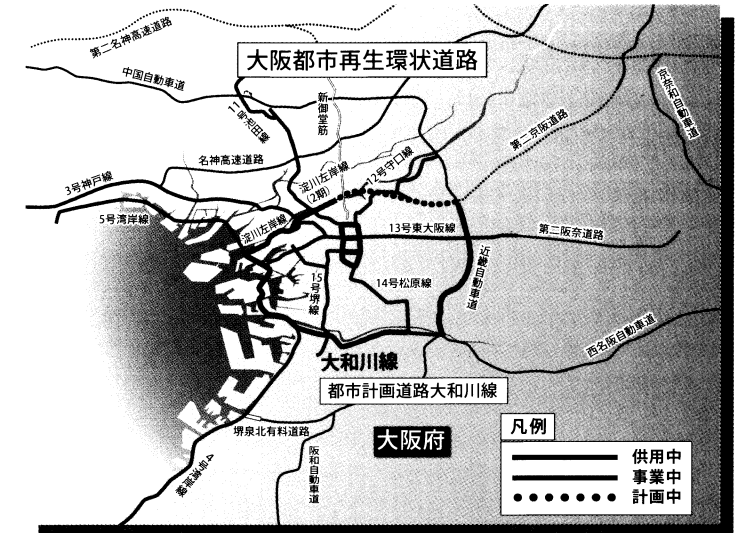 第二名神高速道路
大阪都市再生環状道路
中国自動車道
11号池田線
新御堂筋
京奈和自動車道
第二京阪道路
名神高速道路
12号守口線
3号神戸線
淀川左岸線
(2期)
5号湾岸線
淀川左岸線
13号東大阪線
第二阪奈道路
近畿自動車道
15号堺線
14号松原線
西名阪自動車道
大和川線
都市計画道路大和川線
堺泉北有料道路
大阪府
阪和自動車道
4号湾岸線
凡例
供用中
事業中
計画中